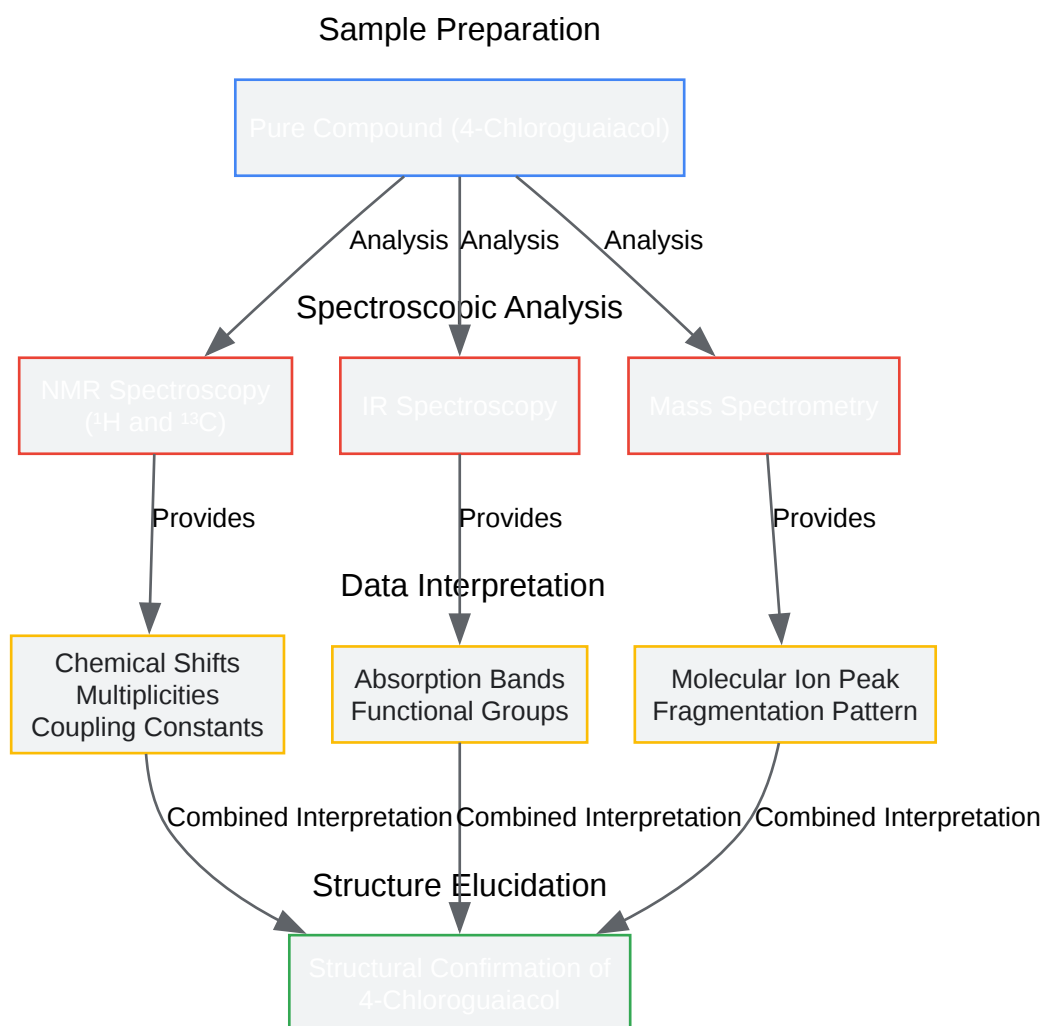 Sample Preparation
Pure Compound (4-Chloroguaiacol)
Analysis
Analysis
Analysis
Spectroscopic Analysis
NMR Spectroscopy
(¹H and ¹³C)
IR Spectroscopy
Mass Spectrometry
Provides
Provides
Provides
Data Interpretation
Chemical Shifts
Multiplicities
Coupling Constants
Absorption Bands
Functional Groups
Molecular Ion Peak
Fragmentation Pattern
Combined Interpretation
Combined Interpretation
Combined Interpretation
Structure Elucidation
Structural Confirmation of
4-Chloroguaiacol